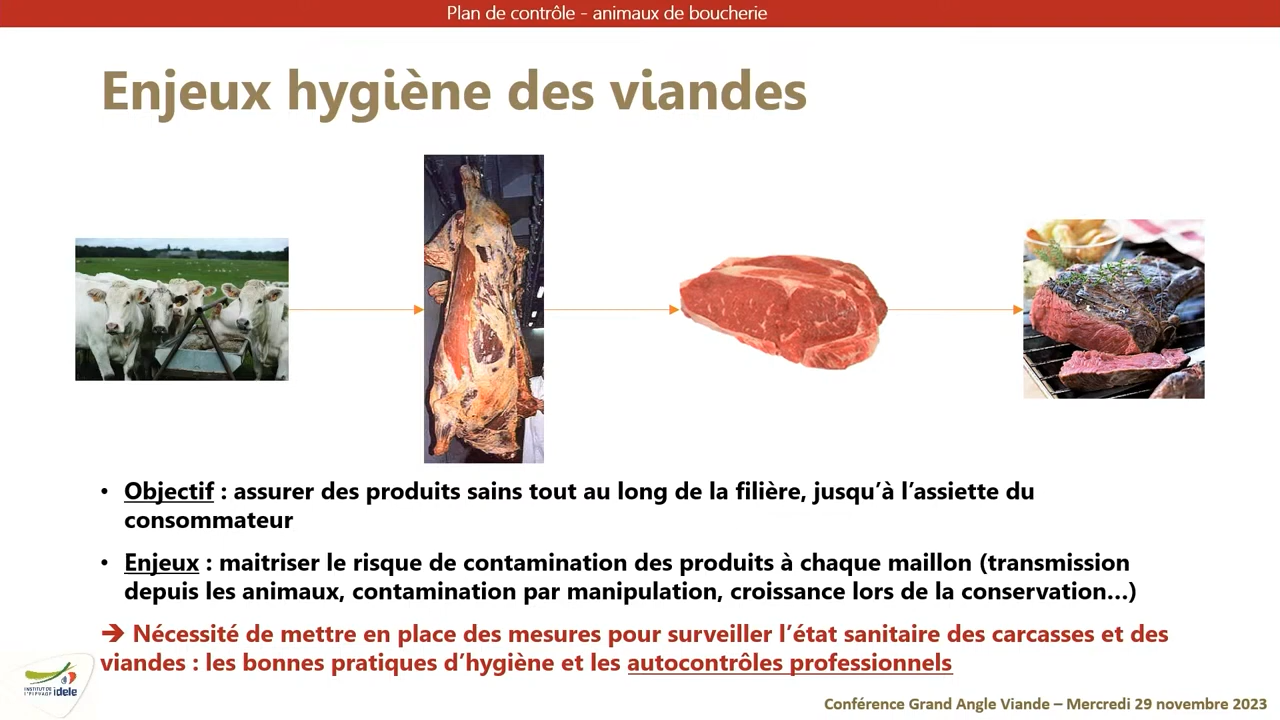 Plan de contrôle - animaux de boucherie
Enjeux hygiène des viandes
• Objectif : assurer des produits sains tout au long de la filière, jusqu'à l'assiette du
consommateur
• Enjeux : maitriser le risque de contamination des produits à chaque maillon (transmission
depuis les animaux, contamination par manipulation, croissance lors de la conservation…)
➔ Nécessité de mettre en place des mesures pour surveiller l'état sanitaire des carcasses et des
viandes : les bonnes pratiques d'hygiène et les autocontrôles professionnels
INSTITUT DE
L'ELEVAGE idele
Conférence Grand Angle Viande – Mercredi 29 novembre 2023